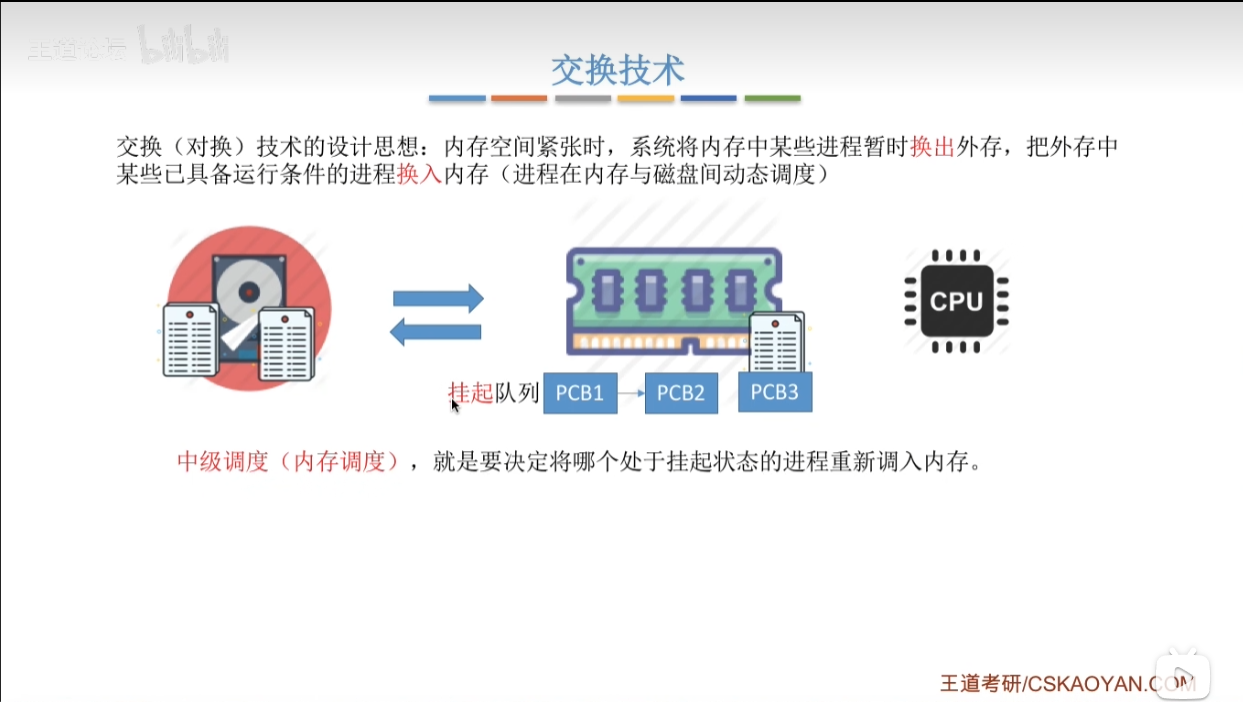 王道论坛 bilibili
交换技术
交换（对换）技术的设计思想：内存空间紧张时，系统将内存中某些进程暂时换出外存，把外存中
某些已具备运行条件的进程换入内存（进程在内存与磁盘间动态调度）
CPU
挂起队列 PCB1 PCB2 PCB3
中级调度（内存调度），就是要决定将哪个处于挂起状态的进程重新调入内存。
王道考研/CSKAOYAN.COM